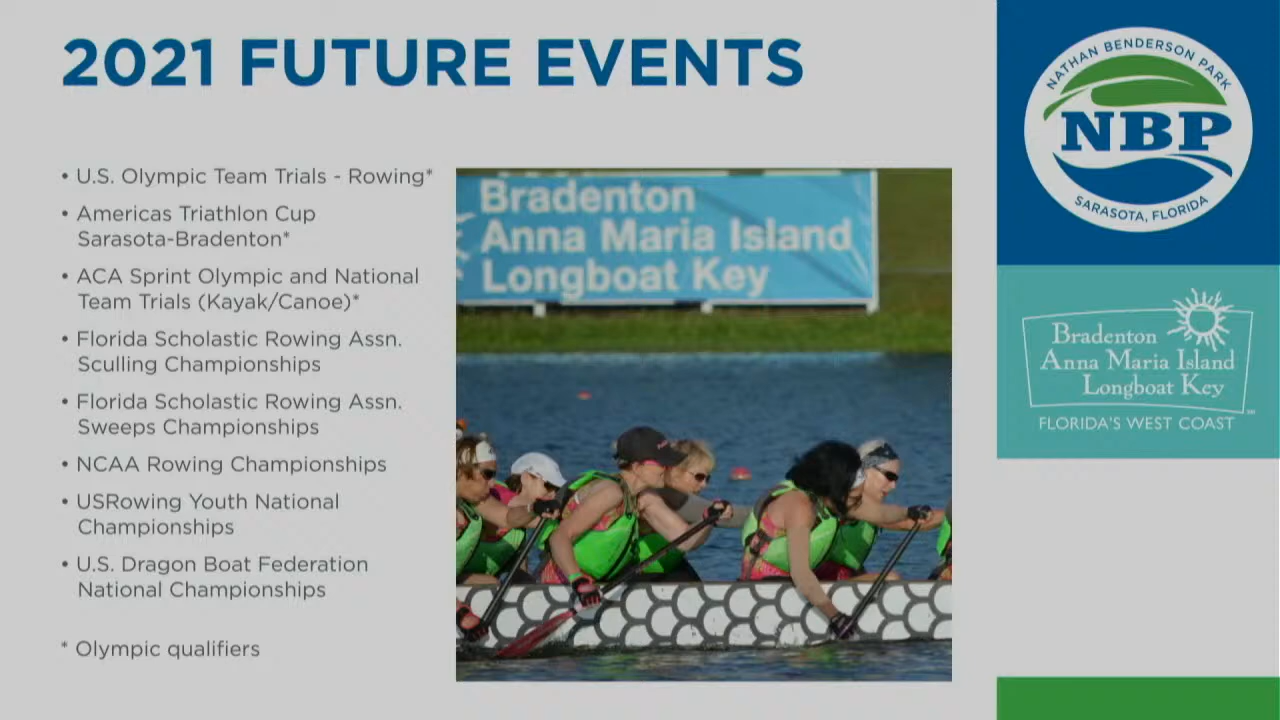 2021 FUTURE EVENTS
• U.S. Olympic Team Trials - Rowing*
• Americas Triathlon Cup
Sarasota-Bradenton*
• ACA Sprint Olympic and National
Team Trials (Kayak/Canoe)*
• Florida Scholastic Rowing Assn.
Sculling Championships
• Florida Scholastic Rowing Assn.
Sweeps Championships
• NCAA Rowing Championships
• USRowing Youth National
Championships
• U.S. Dragon Boat Federation
National Championships
* Olympic qualifiers
Bradenton
Anna Maria Island
Longboat Key
NATHAN BENDERSON PARK
NBP
SARASOTA, FLORIDA
Bradenton
Anna Maria Island
Longboat Key
FLORIDA'S WEST COAST